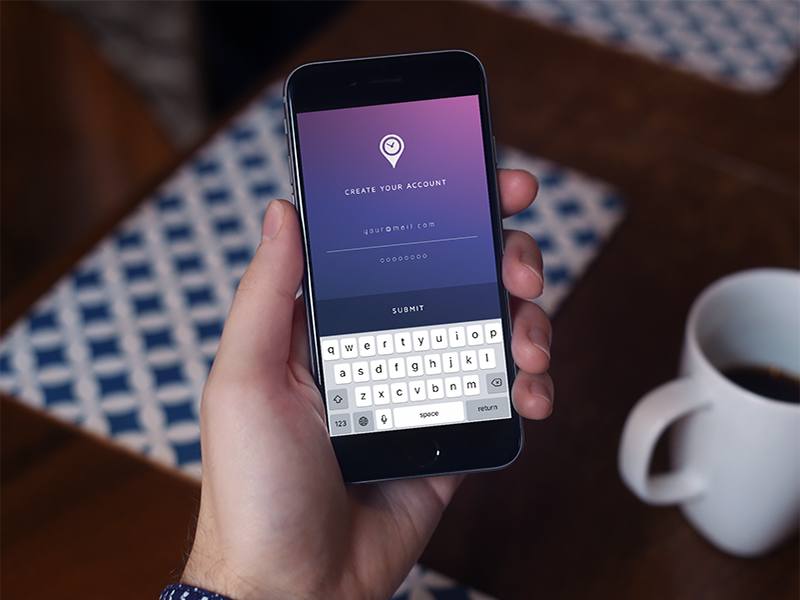 CREATE YOUR ACCOUNT
your@mail.com
SUBMIT
q w e r t y u i o p
a s d f g h j k l
z x c v b n m
123 space return